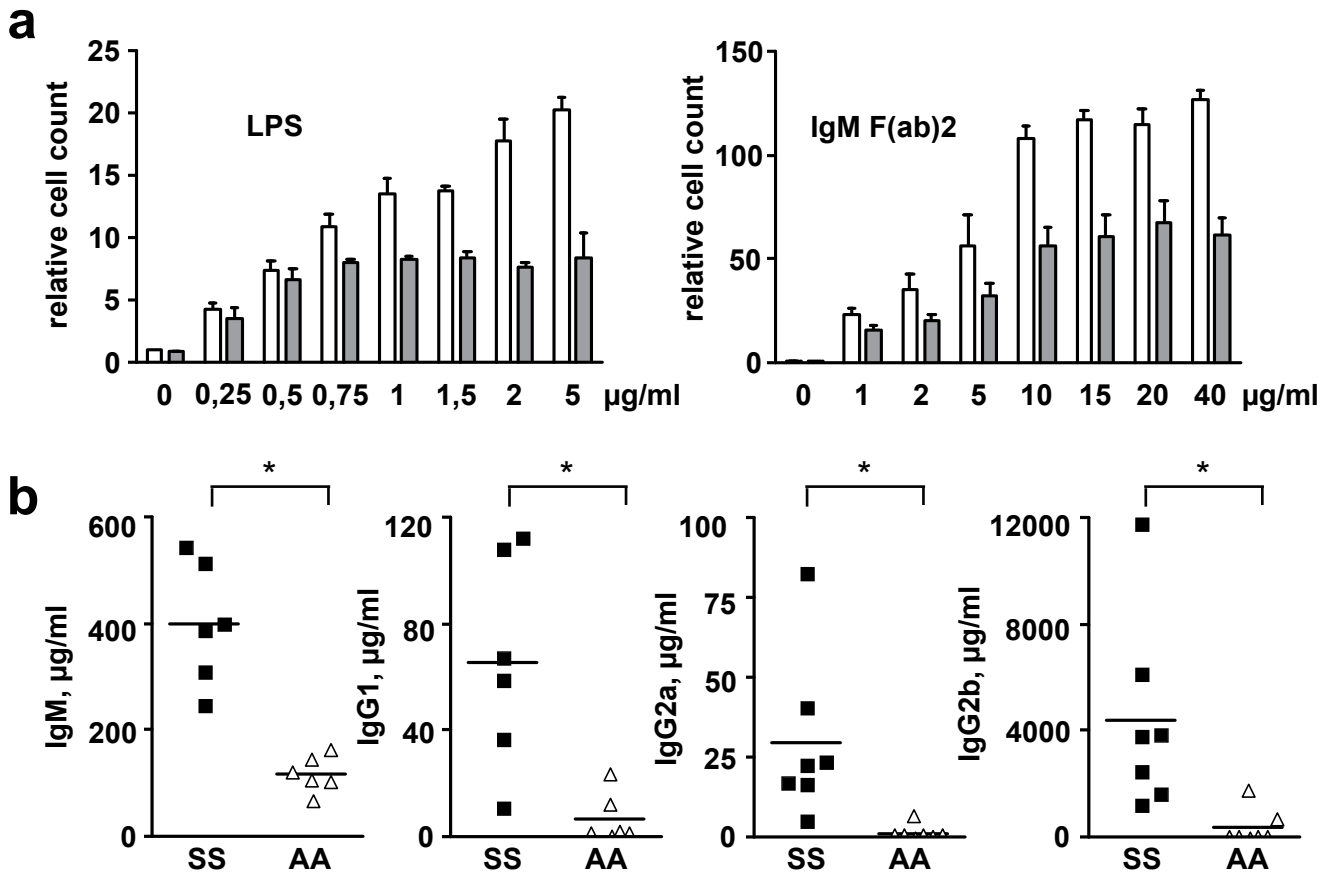 a
25
20
15
10
5
0
relative cell count
LPS
0 0,25 0,5 0,75 1 1,5 2 5 µg/ml
150
100
50
0
relative cell count
IgM F(ab)2
0 1 2 5 10 15 20 40 µg/ml
b
*
600
400
200
0
IgM, µg/ml
SS AA
*
120
80
40
0
IgG1, µg/ml
SS AA
*
100
75
50
25
0
IgG2a, µg/ml
SS AA
*
12000
8000
4000
0
IgG2b, µg/ml
SS AA